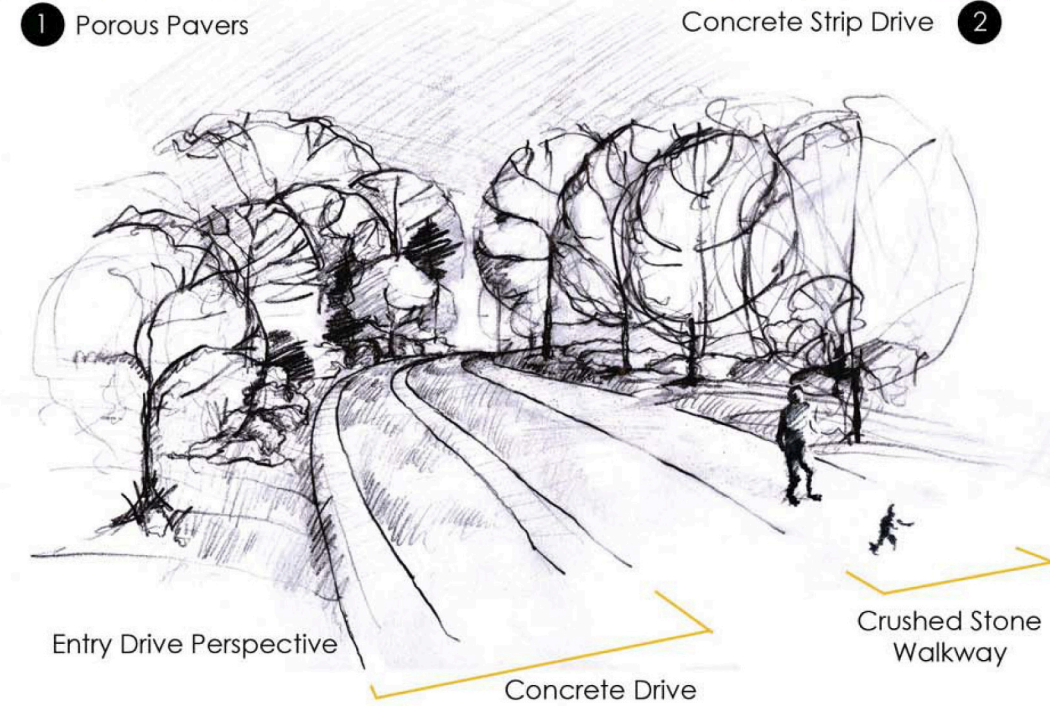 1 Porous Pavers
Concrete Strip Drive 2
Entry Drive Perspective
Crushed Stone
Walkway
Concrete Drive